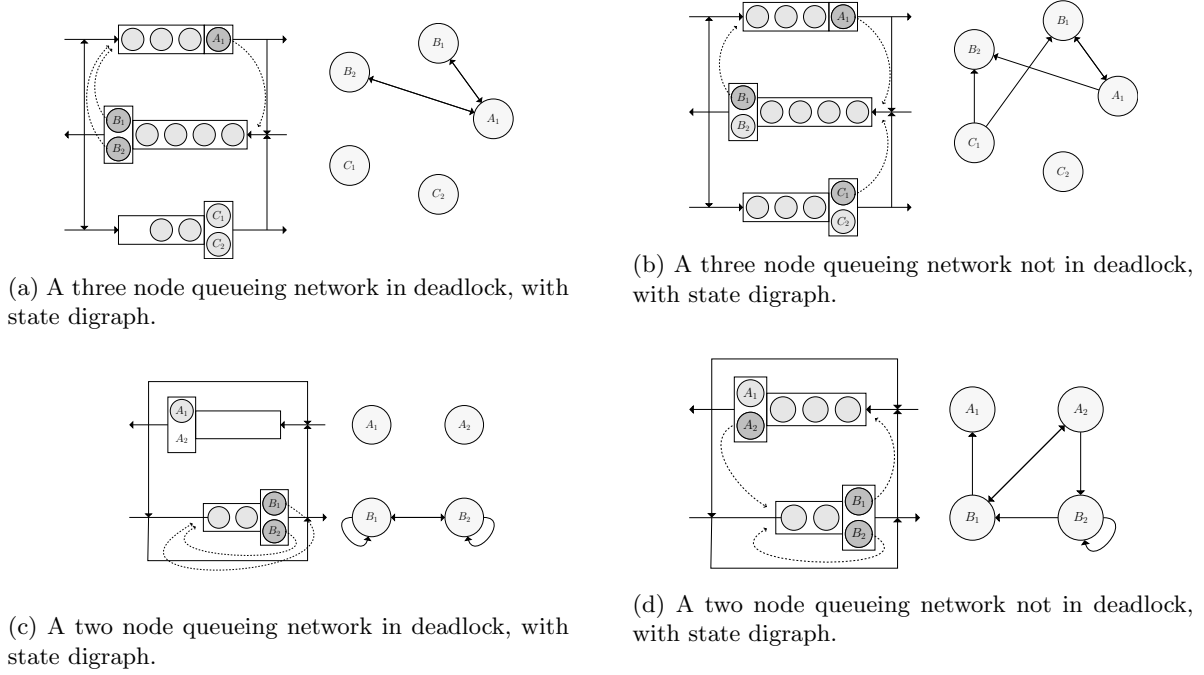 A₁
B₁
B₂
C₁
C₂
B₁
B₂
A₁
C₁
C₂
(a) A three node queueing network in deadlock, with
state digraph.
A₁
B₁
B₂
C₁
C₂
B₁
B₂
A₁
C₁
C₂
(b) A three node queueing network not in deadlock,
with state digraph.
A₁
A₂
B₁
B₂
A₁
A₂
B₁
B₂
(c) A two node queueing network in deadlock, with
state digraph.
A₁
A₂
B₁
B₂
A₁
A₂
B₁
B₂
(d) A two node queueing network not in deadlock,
with state digraph.